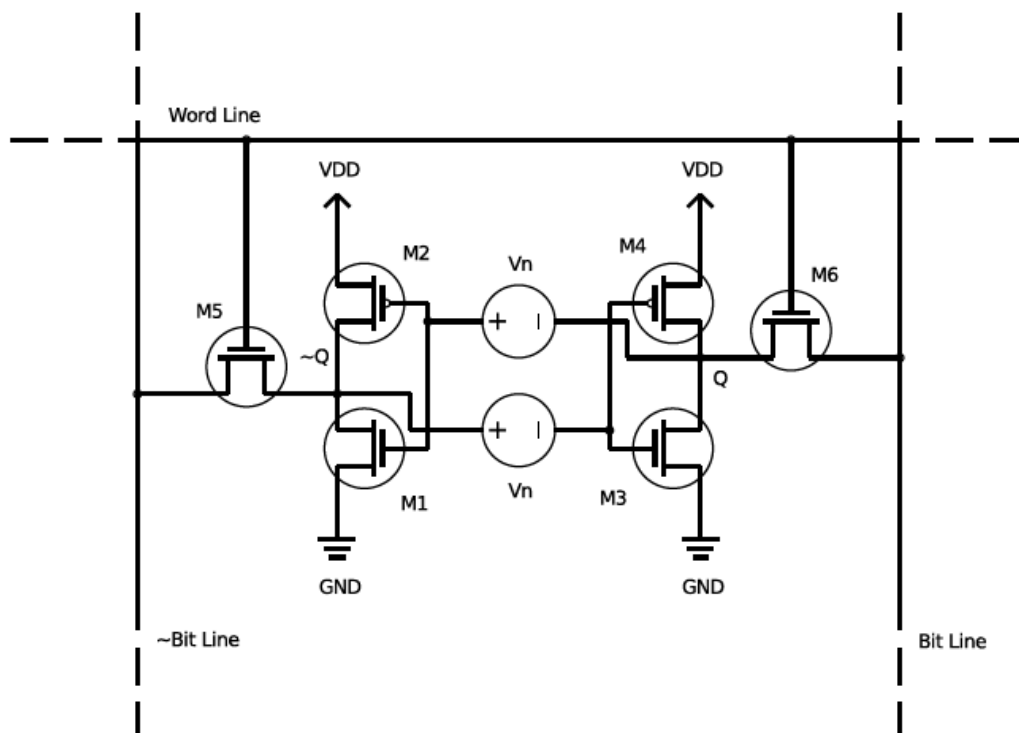 Word Line
VDD
VDD
M2
M4
Vn
M6
M5
~Q
Q
+
+
Vn
M1
M3
GND
GND
~Bit Line
Bit Line